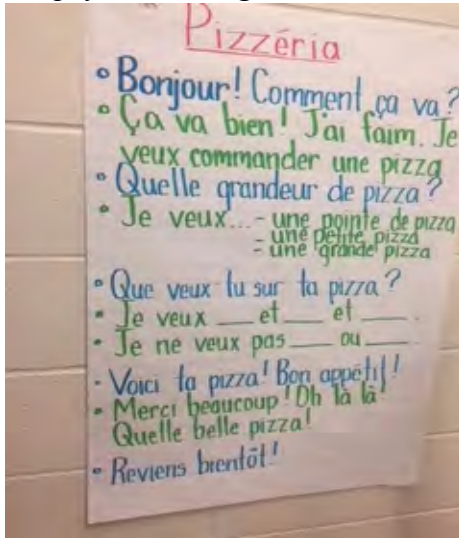 Pizzéria
• Bonjour! Comment ça va?
• Ça va bien! J'ai faim. Je
veux commander une pizza
• Quelle grandeur de pizza?
• Je veux... - une pointe de pizza
- une petite pizza
- une grande pizza
• Que veux tu sur ta pizza?
• Je veux ___ et ___ et ___.
• Je ne veux pas ___ ou ___.
• Voici ta pizza! Bon appétit!
• Merci beaucoup! Oh là là!
Quelle belle pizza!
• Reviens bientôt!